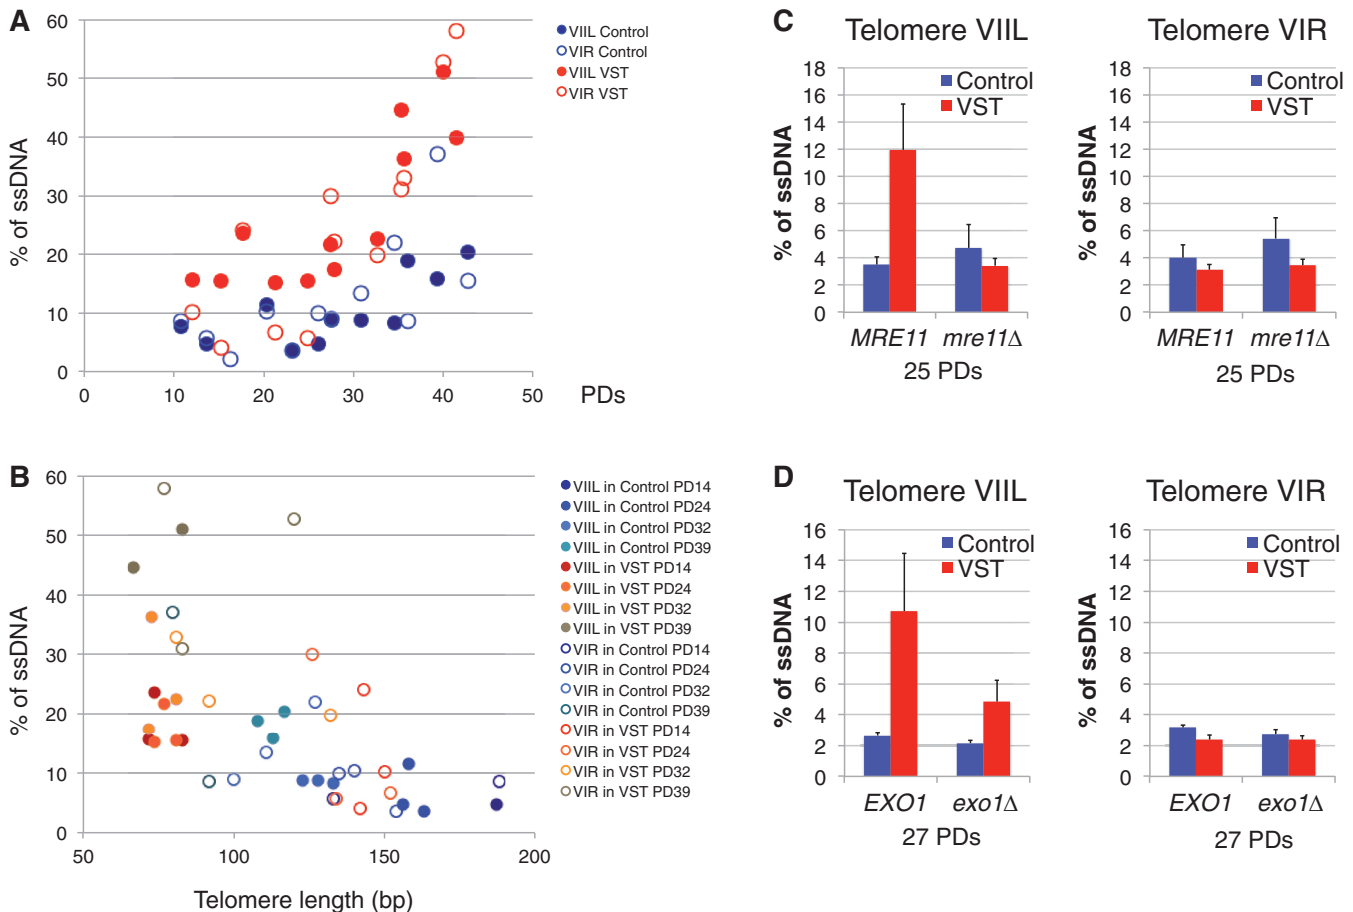 A
60
50
40
30
20
10
0
% of ssDNA
0 10 20 30 40 50
PDs
VIIL Control
VIR Control
VIIL VST
VIR VST
B
60
50
40
30
20
10
0
% of ssDNA
50 100 150 200
Telomere length (bp)
VIIL in Control PD14
VIIL in Control PD24
VIIL in Control PD32
VIIL in Control PD39
VIIL in VST PD14
VIIL in VST PD24
VIIL in VST PD32
VIIL in VST PD39
VIR in Control PD14
VIR in Control PD24
VIR in Control PD32
VIR in Control PD39
VIR in VST PD14
VIR in VST PD24
VIR in VST PD32
VIR in VST PD39
C
Telomere VIIL
18
16
14
12
10
8
6
4
2
0
% of ssDNA
Control
VST
MRE11 mre11Δ
25 PDs
Telomere VIR
18
16
14
12
10
8
6
4
2
0
% of ssDNA
Control
VST
MRE11 mre11Δ
25 PDs
D
Telomere VIIL
16
14
12
10
8
6
4
2
0
% of ssDNA
Control
VST
EXO1 exo1Δ
27 PDs
Telomere VIR
16
14
12
10
8
6
4
2
0
% of ssDNA
Control
VST
EXO1 exo1Δ
27 PDs